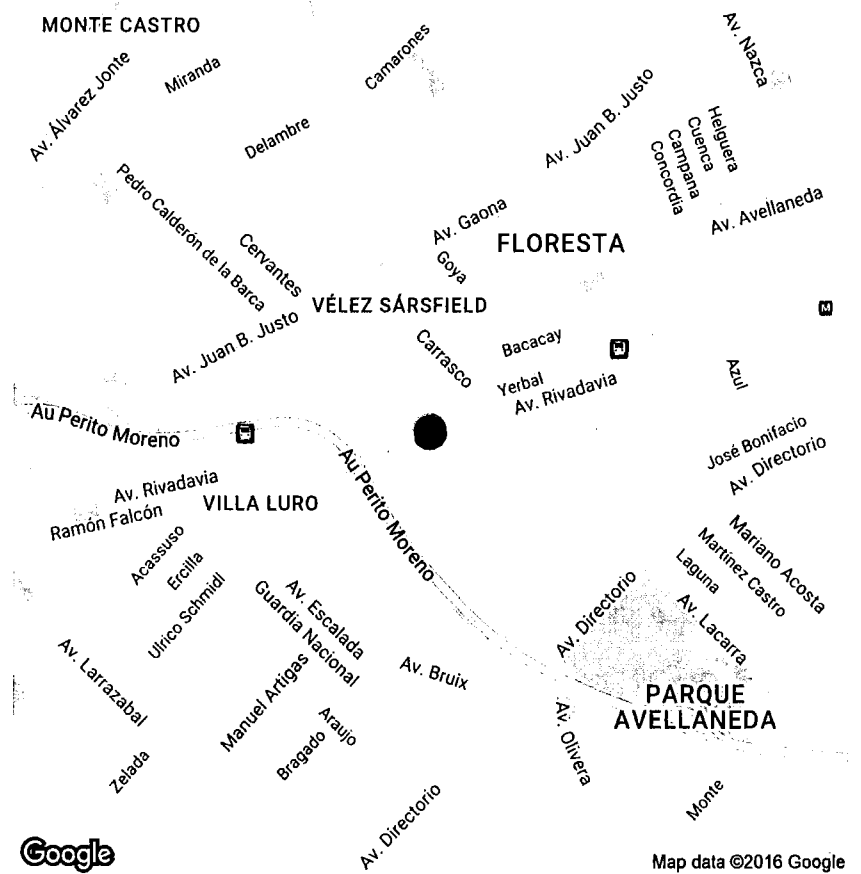 MONTE CASTRO
Av. Nazca
Av. Álvarez Jonte
Miranda
Camarones
Delambre
Av. Juan B. Justo
Helguera
Cuenca
Campana
Concordia
Pedro Calderón de la Barca
Av. Gaona
Av. Avellaneda
Cervantes
Goya
FLORESTA
VÉLEZ SÁRSFIELD
M
Av. Juan B. Justo
Carrasco
Bacacay
Yerbal
Av. Rivadavia
Azul
Au Perito Moreno
José Bonifacio
Av. Directorio
Au Perito Moreno
Av. Rivadavia
VILLA LURO
Ramón Falcón
Acassuso
Ercilla
Ulrico Schmidl
Mariano Acosta
Martínez Castro
Laguna
Av. Lacarra
Av. Directorio
Av. Escalada
Guardia Nacional
Av. Larrazabal
Manuel Artigas
Av. Bruix
PARQUE
AVELLANEDA
Araujo
Bragado
Av. Olivera
Zelada
Monte
Av. Directorio
Google
Map data ©2016 Google